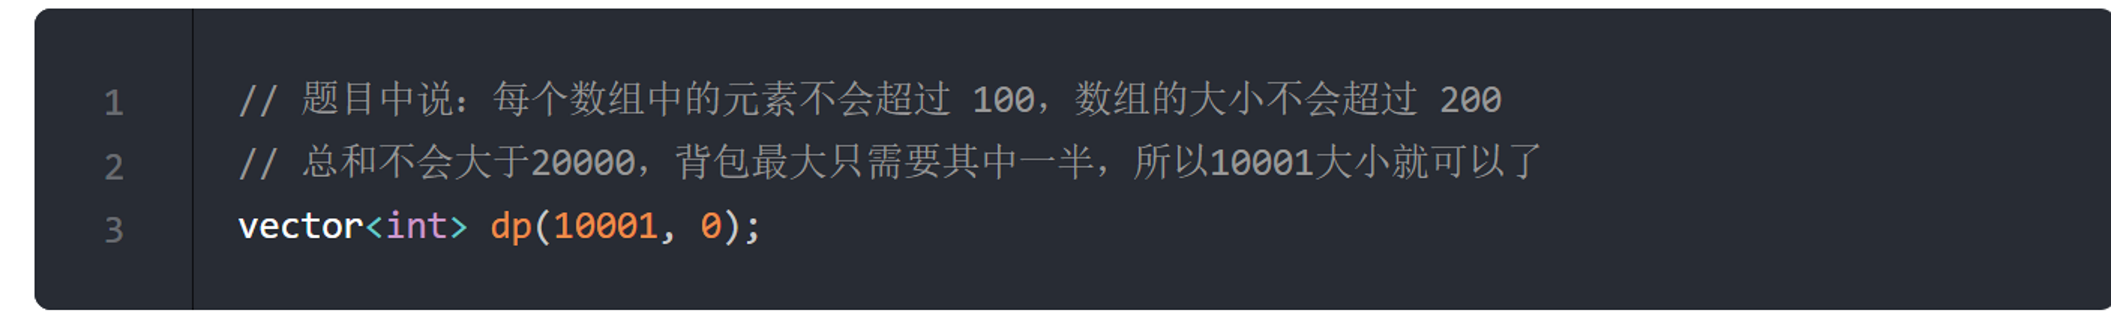 1 // 题目中说：每个数组中的元素不会超过 100，数组的大小不会超过 200
2 // 总和不会大于20000，背包最大只需要其中一半，所以10001大小就可以了
3 vector<int> dp(10001, 0);